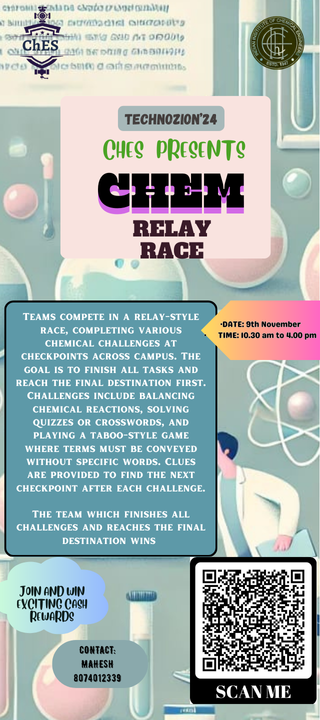 ChES
TECHNOZION'24
CHES PRESENTS
CHEM
RELAY
RACE
TEAMS COMPETE IN A RELAY-STYLE
RACE, COMPLETING VARIOUS
CHEMICAL CHALLENGES AT
CHECKPOINTS ACROSS CAMPUS. THE
GOAL IS TO FINISH ALL TASKS AND
REACH THE FINAL DESTINATION FIRST.
CHALLENGES INCLUDE BALANCING
CHEMICAL REACTIONS, SOLVING
QUIZZES OR CROSSWORDS, AND
PLAYING A TABOO-STYLE GAME
WHERE TERMS MUST BE CONVEYED
WITHOUT SPECIFIC WORDS. CLUES
ARE PROVIDED TO FIND THE NEXT
CHECKPOINT AFTER EACH CHALLENGE.
THE TEAM WHICH FINISHES ALL
CHALLENGES AND REACHES THE FINAL
DESTINATION WINS
•DATE: 9th November
• TIME: 10.30 am to 4.00 pm
JOIN AND WIN
EXCITING CASH
REWARDS
CONTACT:
MAHESH
8074012339
SCAN ME